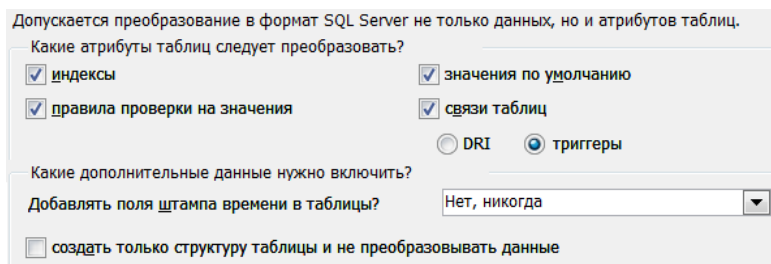 Допускается преобразование в формат SQL Server не только данных, но и атрибутов таблиц.
Какие атрибуты таблиц следует преобразовать?
индексы
значения по умолчанию
правила проверки на значения
связи таблиц
DRI
триггеры
Какие дополнительные данные нужно включить?
Добавлять поля штампа времени в таблицы?
Нет, никогда
создать только структуру таблицы и не преобразовывать данные